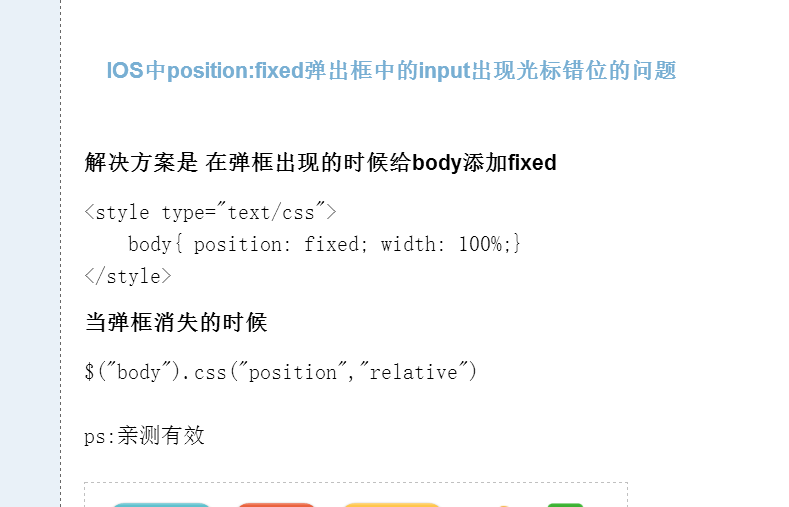 IOS中position:fixed弹出框中的input出现光标错位的问题
解决方案是 在弹框出现的时候给body添加fixed
<style type="text/css">
body{ position: fixed; width: 100%;}
</style>
当弹框消失的时候
$("body").css("position","relative")
ps:亲测有效